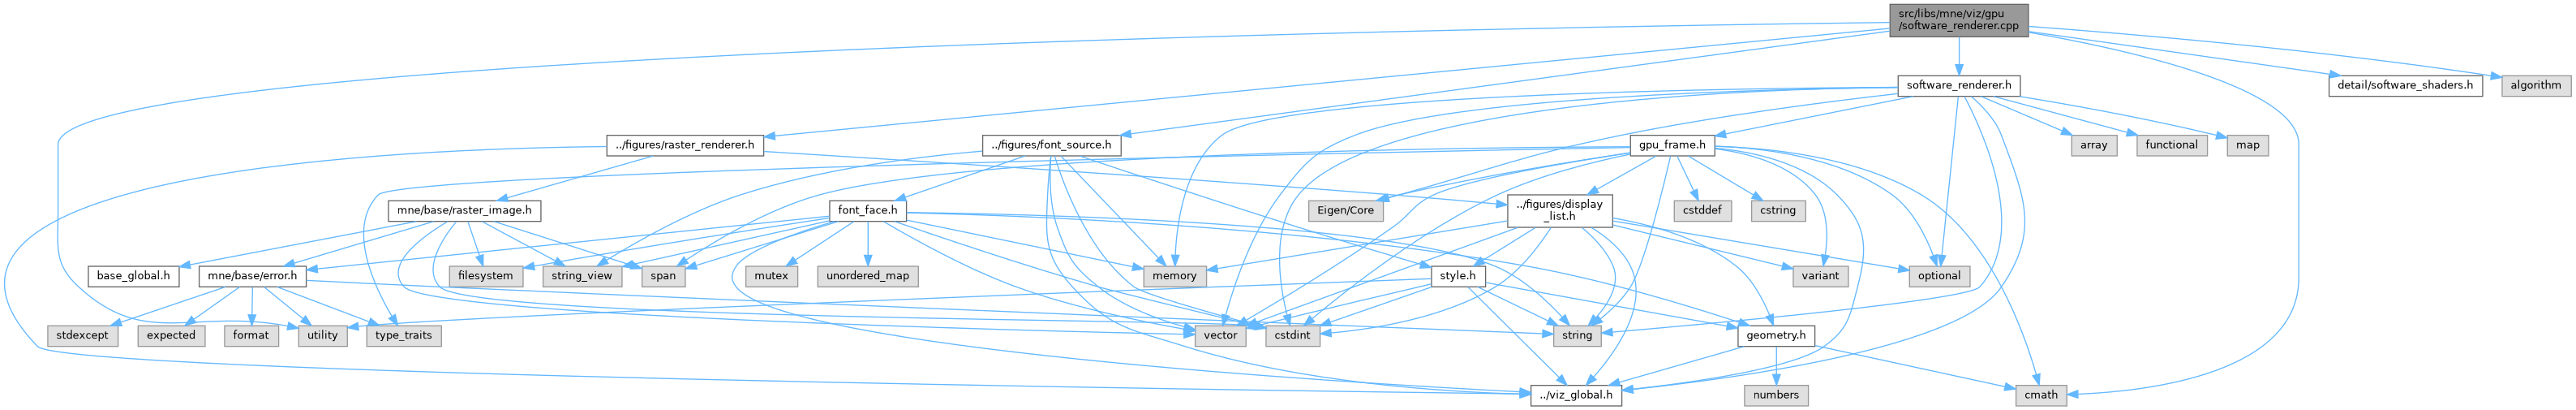 src/libs/mne/viz/gpu
/software_renderer.cpp
software_renderer.h
detail/software_shaders.h
algorithm
../figures/raster_renderer.h
../figures/font_source.h
gpu_frame.h
array
functional
map
mne/base/raster_image.h
font_face.h
Eigen/Core
../figures/display
_list.h
cstddef
cstring
base_global.h
mne/base/error.h
filesystem
string_view
span
mutex
unordered_map
memory
style.h
variant
optional
stdexcept
expected
format
utility
type_traits
vector
cstdint
string
geometry.h
../viz_global.h
numbers
cmath